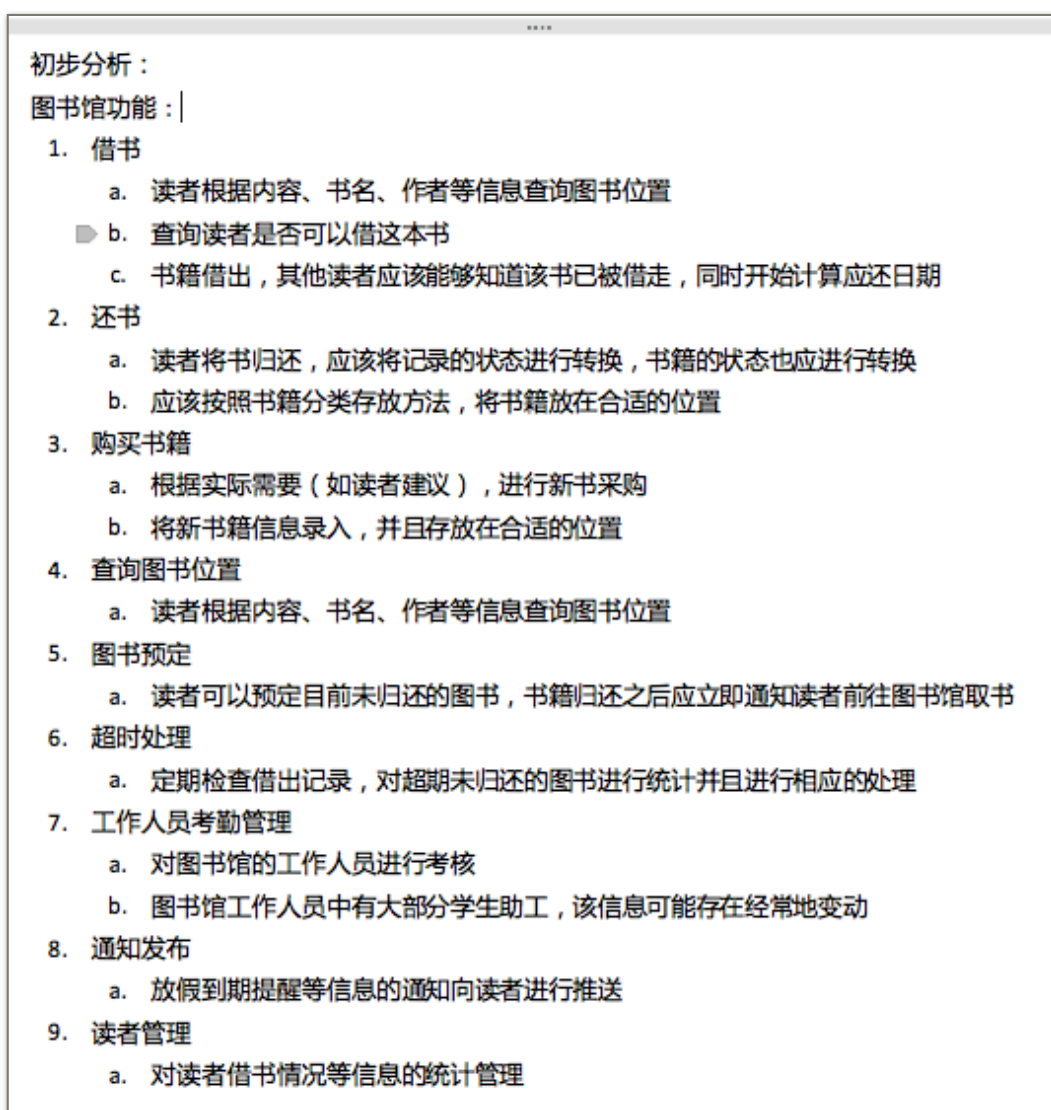 初步分析：
图书馆功能：
1. 借书
a. 读者根据内容、书名、作者等信息查询图书位置
b. 查询读者是否可以借这本书
c. 书籍借出，其他读者应该能够知道该书已被借走，同时开始计算应还日期
2. 还书
a. 读者将书归还，应该将记录的状态进行转换，书籍的状态也应进行转换
b. 应该按照书籍分类存放方法，将书籍放在合适的位置
3. 购买书籍
a. 根据实际需要（如读者建议），进行新书采购
b. 将新书籍信息录入，并且存放在合适的位置
4. 查询图书位置
a. 读者根据内容、书名、作者等信息查询图书位置
5. 图书预定
a. 读者可以预定目前未归还的图书，书籍归还之后应立即通知读者前往图书馆取书
6. 超时处理
a. 定期检查借出记录，对超期未归还的图书进行统计并且进行相应的处理
7. 工作人员考勤管理
a. 对图书馆的工作人员进行考核
b. 图书馆工作人员中有大部分学生助工，该信息可能存在经常地变动
8. 通知发布
a. 放假到期提醒等信息的通知向读者进行推送
9. 读者管理
a. 对读者借书情况等信息的统计管理